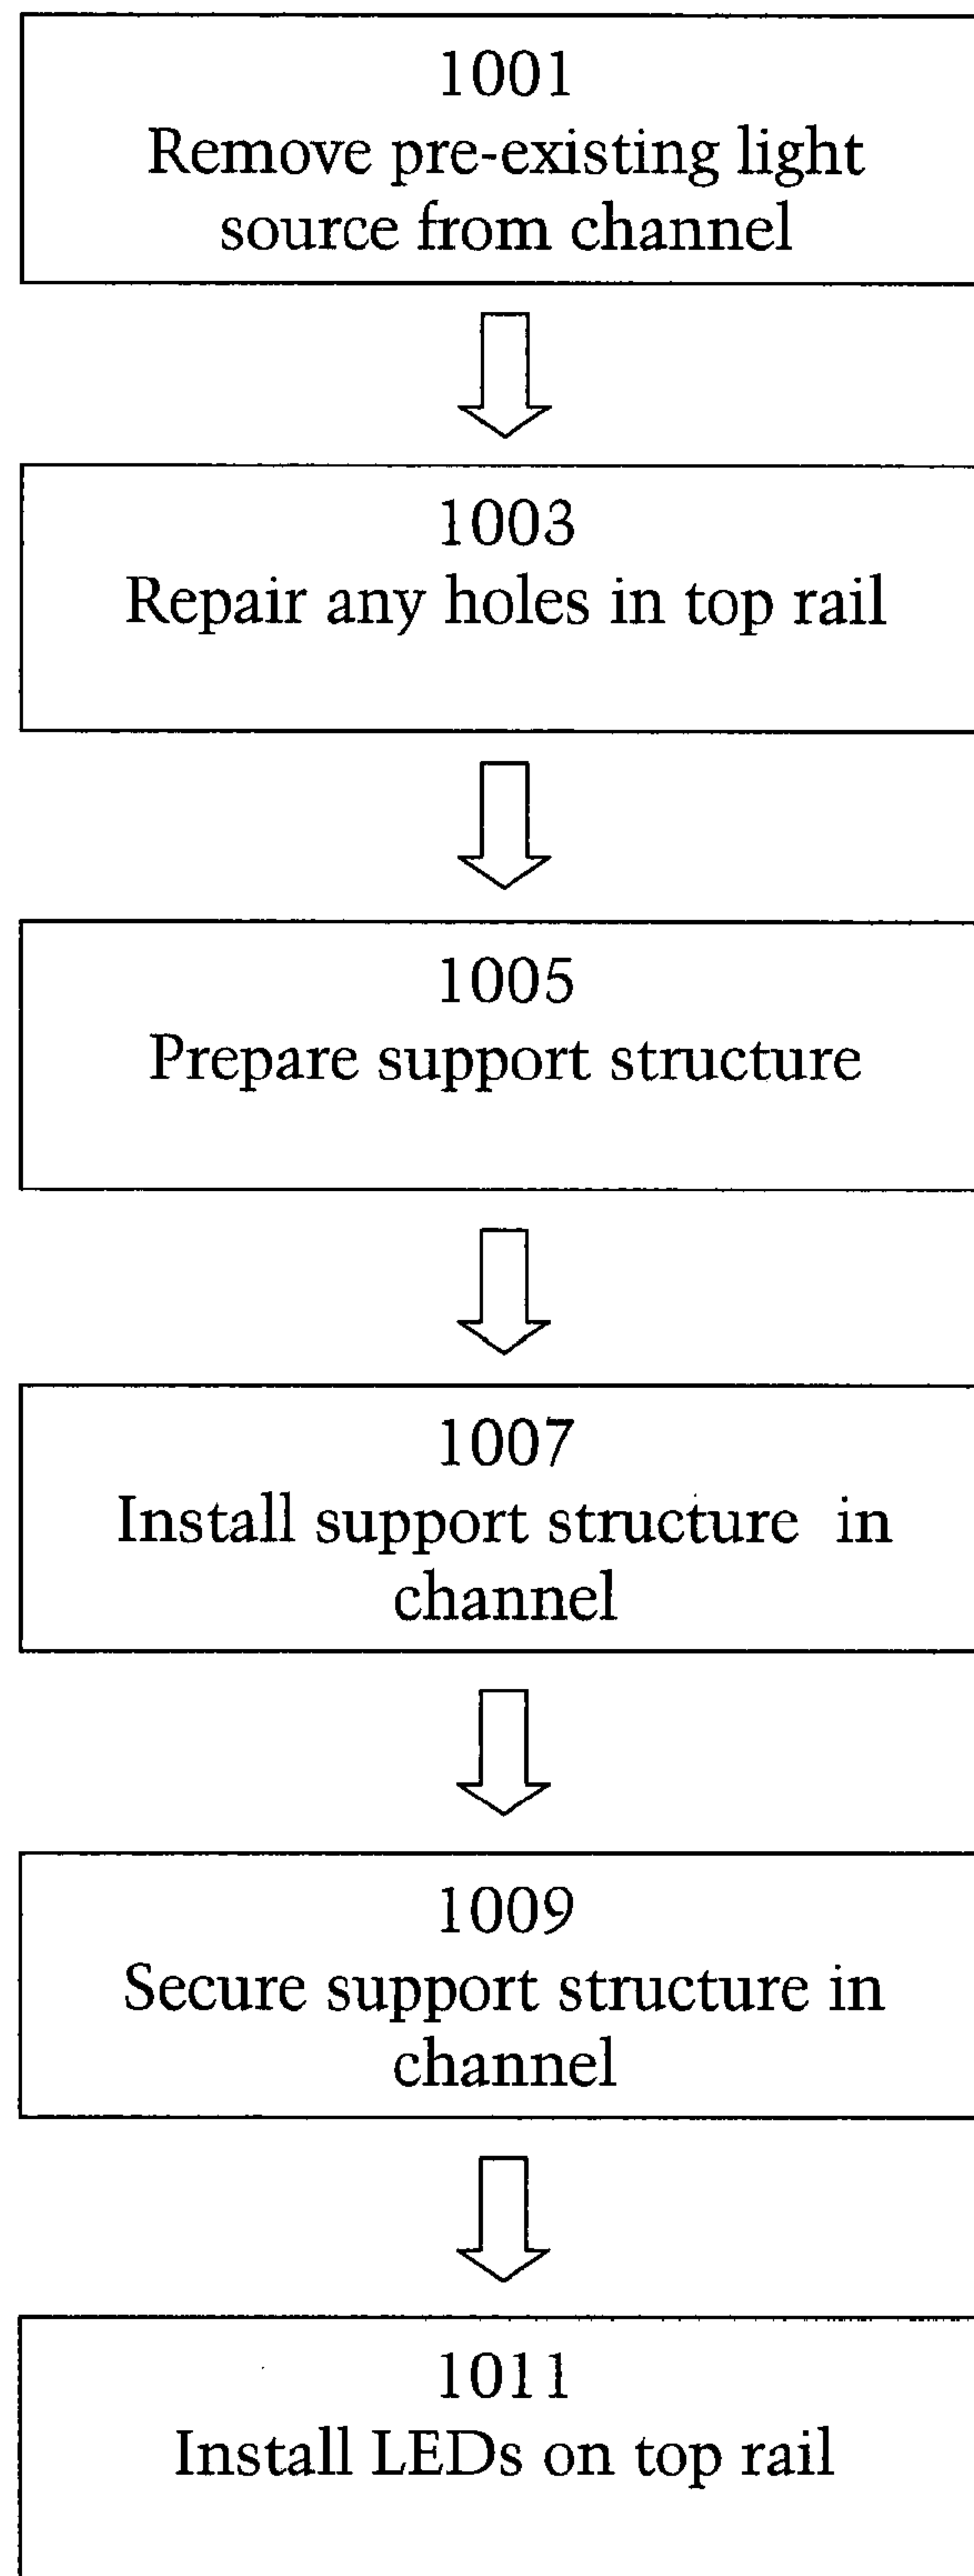 1001
Remove pre-existing light
source from channel
1003
Repair any holes in top rail
1005
Prepare support structure
1007
Install support structure in
channel
1009
Secure support structure in
channel
1011
Install LEDs on top rail